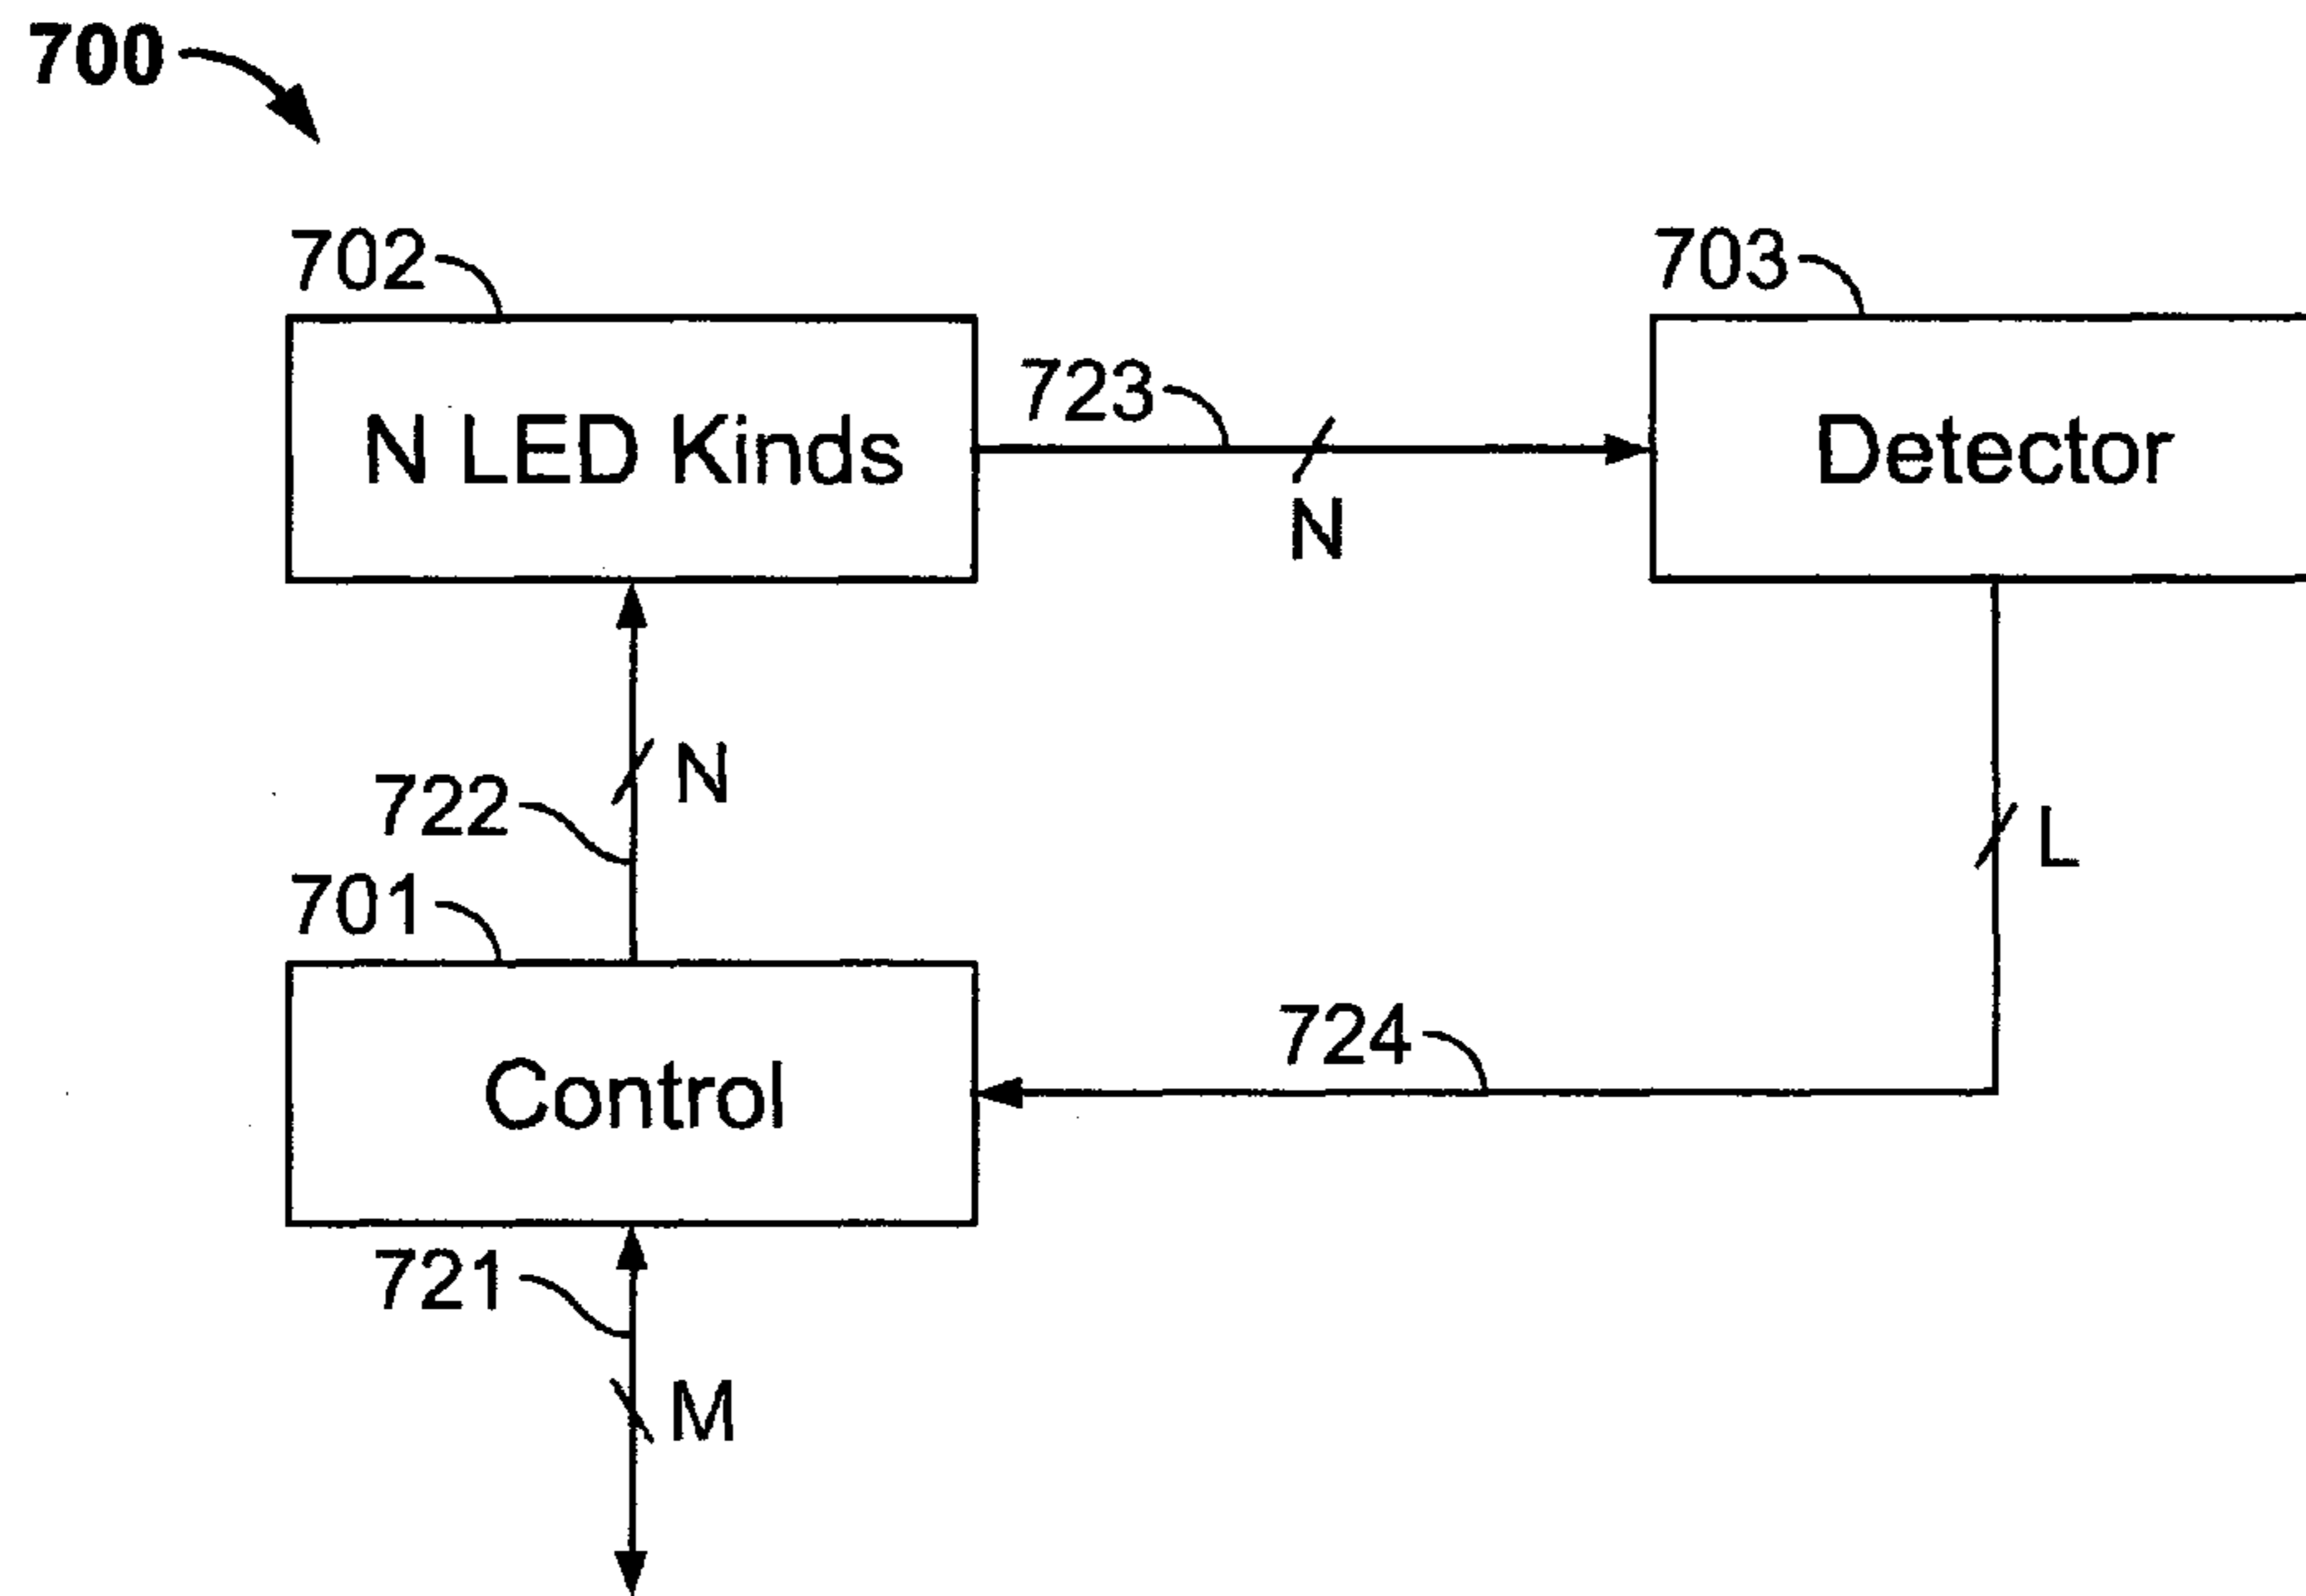 700
702
703
N LED Kinds
723
N
Detector
722
N
L
701
Control
724
721
M